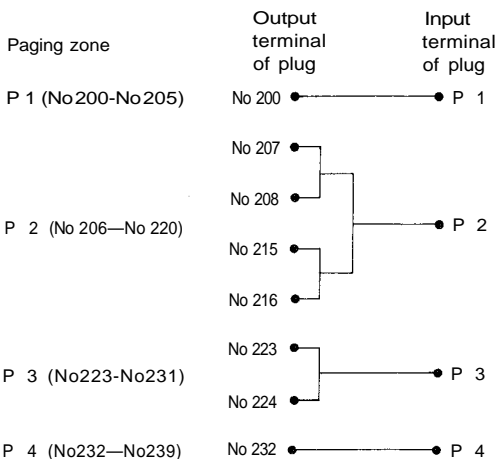 Paging zone
Output
terminal
of plug
Input
terminal
of plug
P 1 (No200-No205)
No 200
P 1
No 207
No 208
P 2 (No 206—No 220)
P 2
No 215
No 216
No 223
P 3 (No223-No231)
P 3
No 224
P 4 (No232—No239)
No 232
P 4